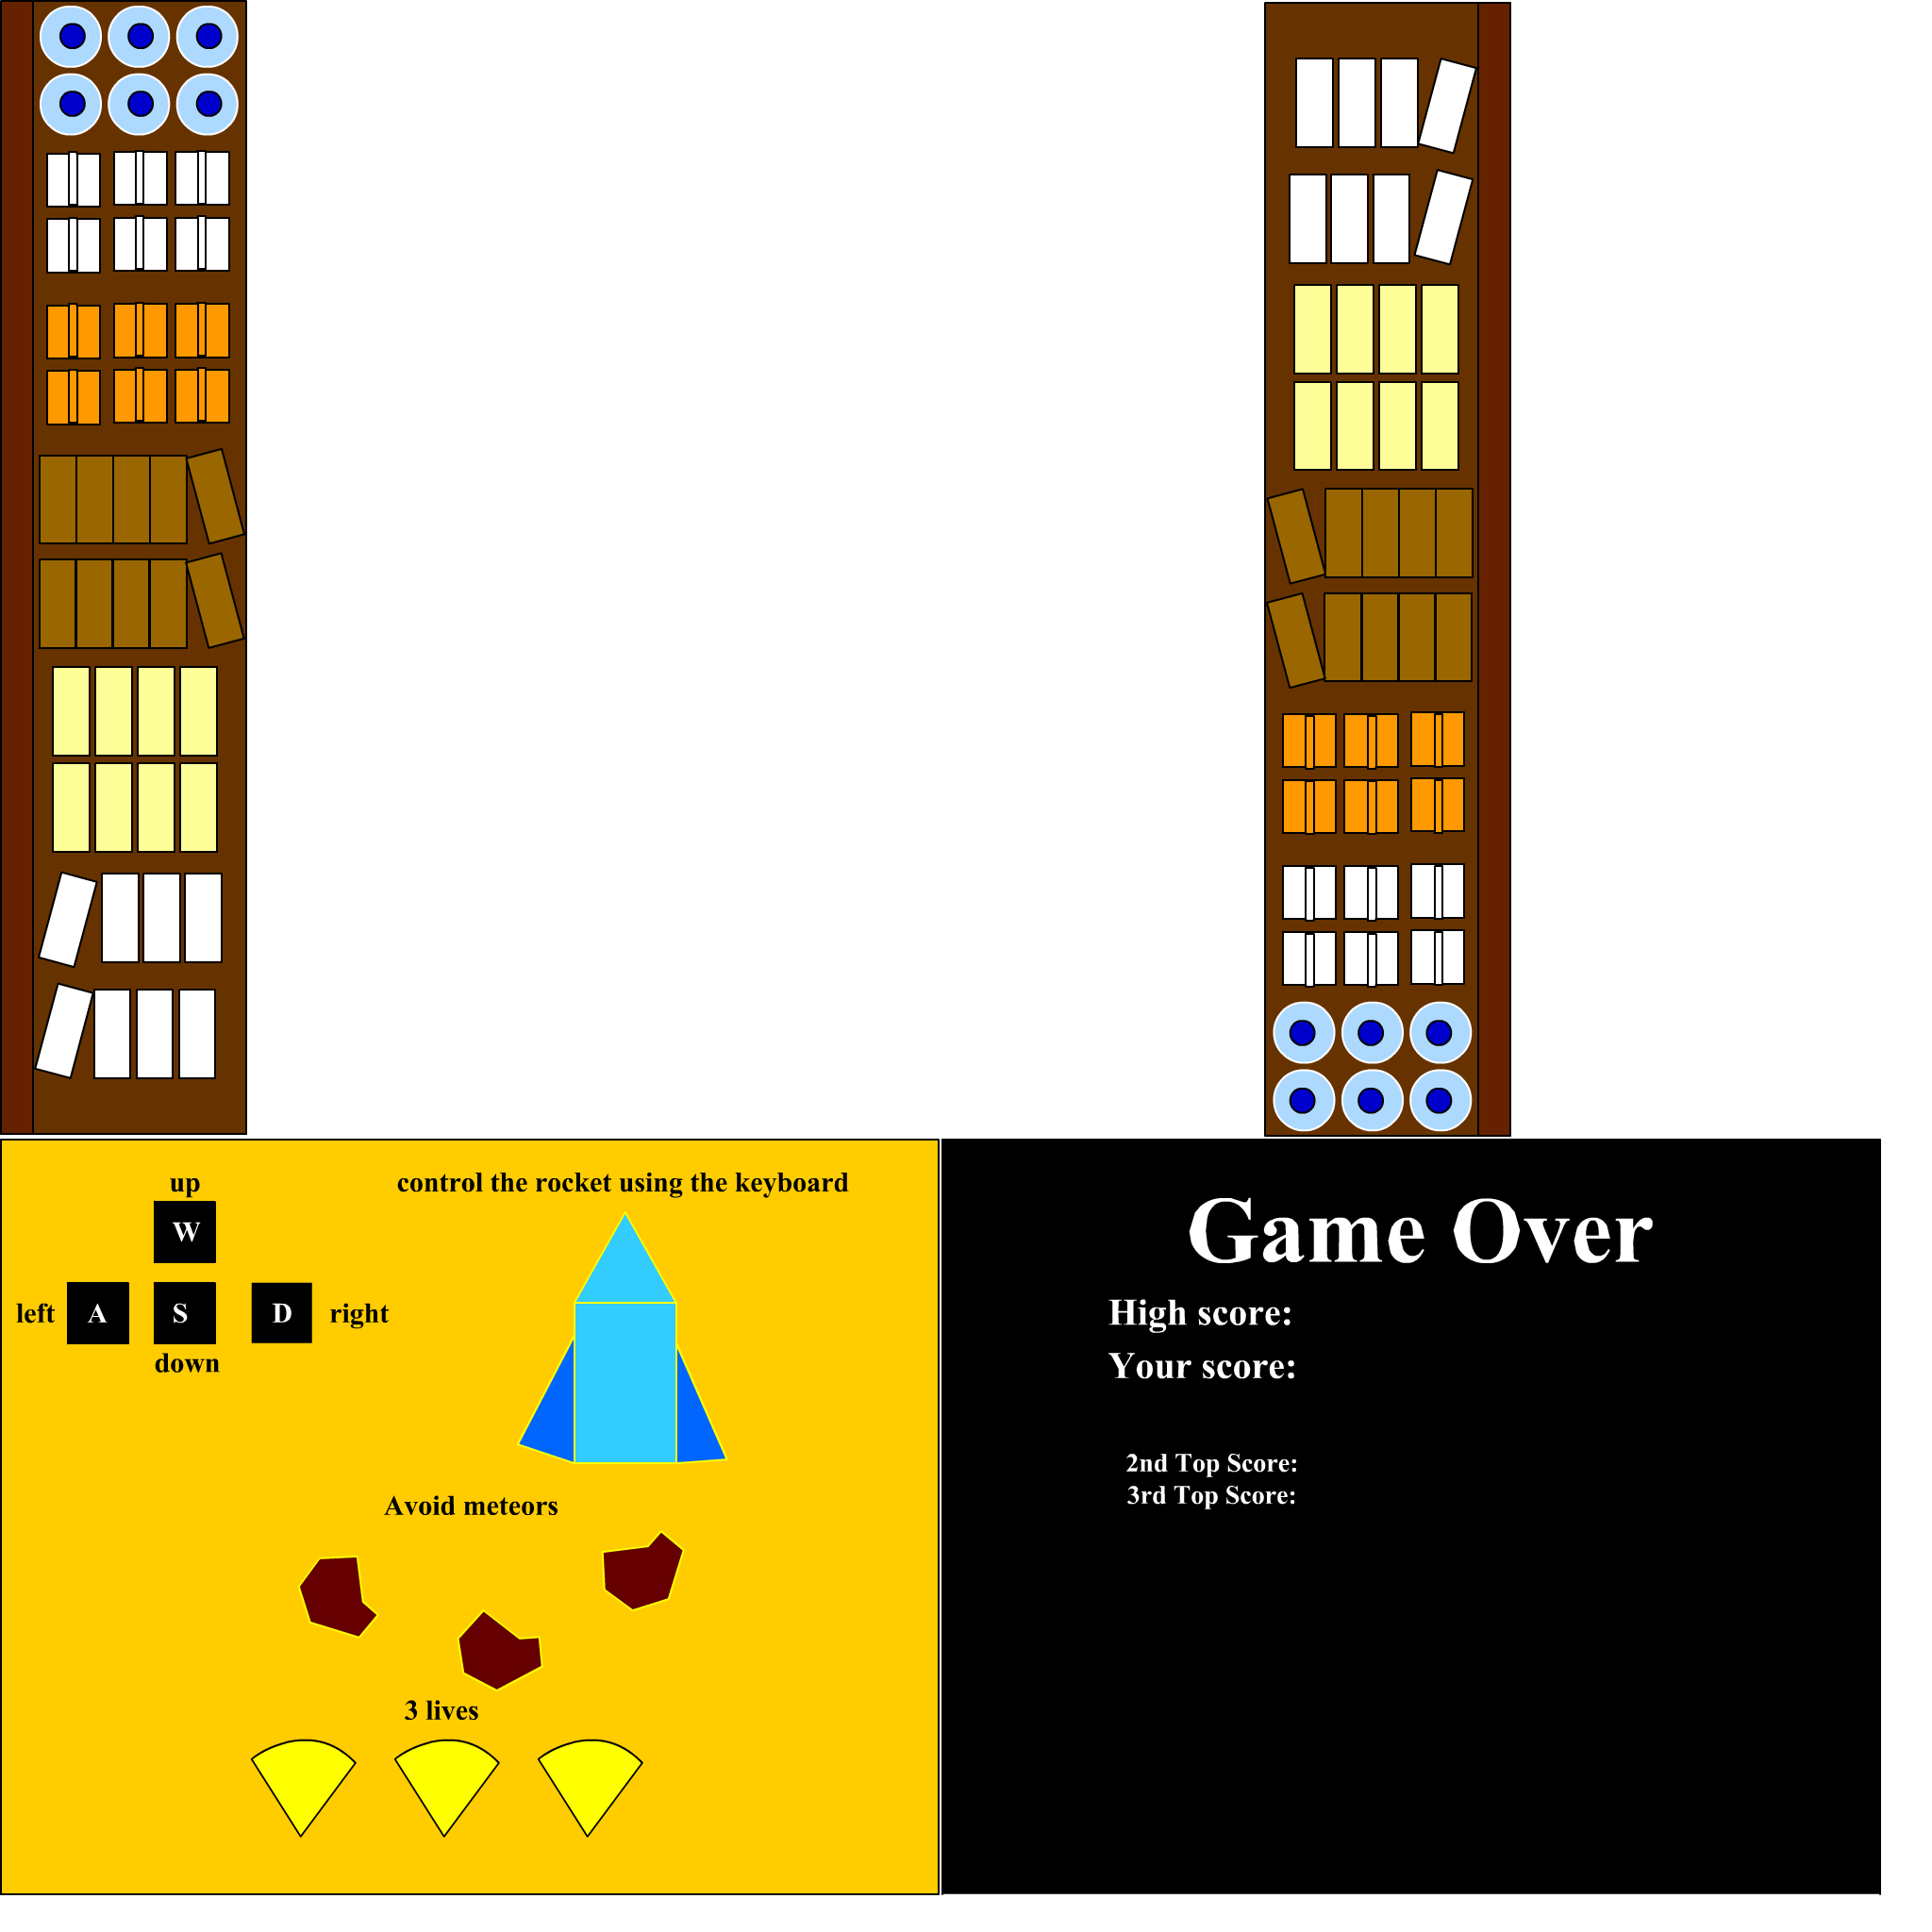 up
control the rocket using the keyboard
W
left A S D right
down
Avoid meteors
3 lives
Game Over
High score:
Your score:
2nd Top Score:
3rd Top Score: